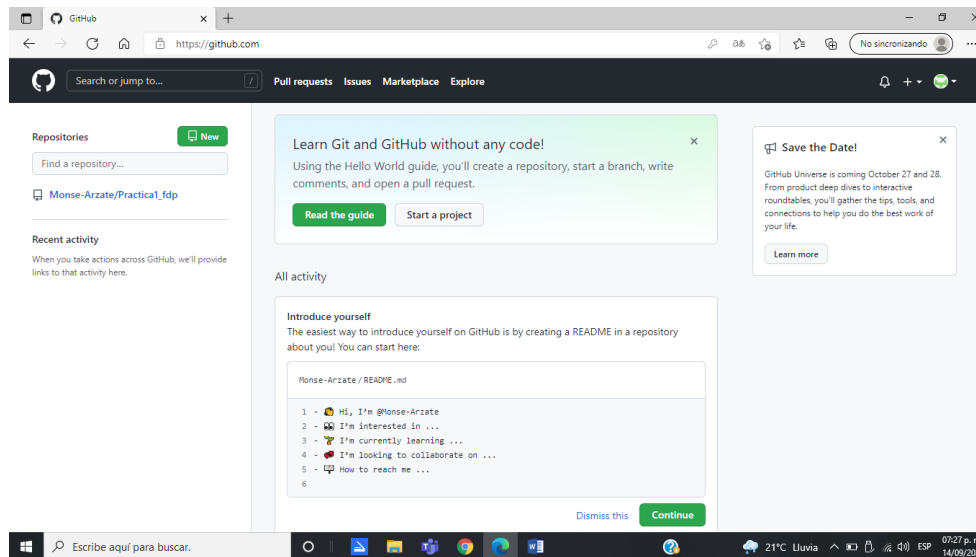 GitHub
https://github.com
No sincronizando
Search or jump to...
/
Pull requests Issues Marketplace Explore
Repositories
New
Find a repository...
Monse-Arzate/Practica1_fdp
Recent activity
When you take actions across GitHub, we'll provide
links to that activity here.
Learn Git and GitHub without any code!
Using the Hello World guide, you'll create a repository, start a branch, write
comments, and open a pull request.
Read the guide
Start a project
All activity
Introduce yourself
The easiest way to introduce yourself on GitHub is by creating a README in a repository
about you! You can start here:
Monse-Arzate / README.md
1 - 👋 Hi, I'm @Monse-Arzate
2 - 👀 I'm interested in ...
3 - 🌱 I'm currently learning ...
4 - 💞️ I'm looking to collaborate on ...
5 - 📫 How to reach me ...
6
Dismiss this
Continue
Save the Date!
GitHub Universe is coming October 27 and 28.
From product deep dives to interactive
roundtables, you'll gather the tips, tools, and
connections to help you do the best work of
your life.
Learn more
Escribe aquí para buscar.
21°C Lluvia
ESP
07:27 p.